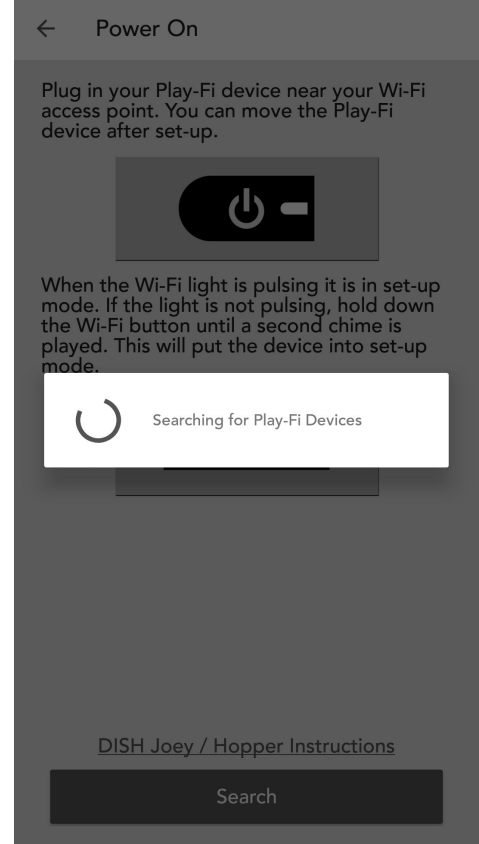 Power On
Plug in your Play-Fi device near your Wi-Fi
access point. You can move the Play-Fi
device after set-up.
When the Wi-Fi light is pulsing it is in set-up
mode. If the light is not pulsing, hold down
the Wi-Fi button until a second chime is
played. This will put the device into set-up
mode.
Searching for Play-Fi Devices
DISH Joey / Hopper Instructions
Search